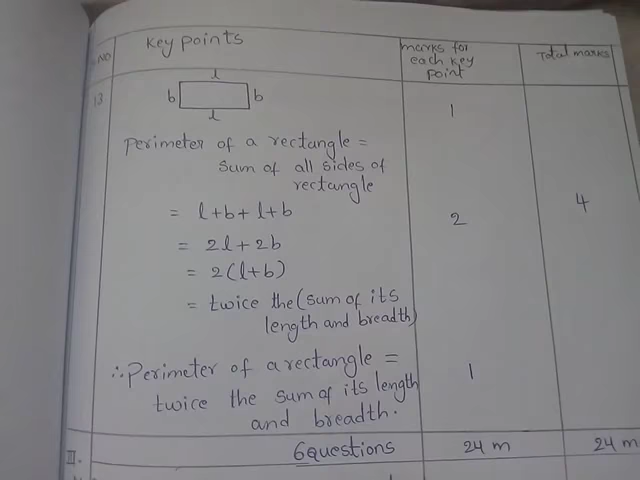 NO
Key points
marks for
each key
point
Total marks
13
l
b
b
l
1
Perimeter of a rectangle =
sum of all sides of
rectangle
= l+b+l+b
= 2l+2b
= 2(l+b)
2
4
= twice the (sum of its
length and breadth)
∴ Perimeter of a rectangle =
twice the sum of its length
and breadth.
1
III.
6 Questions
24 m
24 m